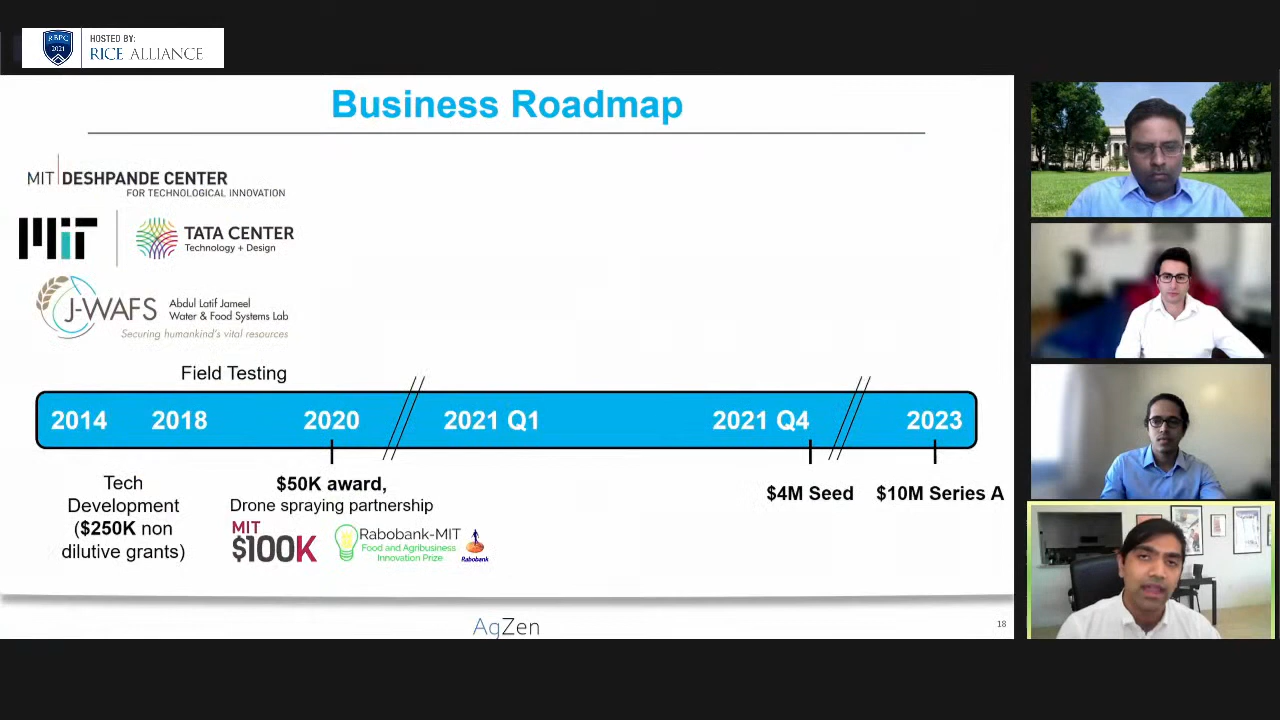 RBPC
2021
HOSTED BY:
RICE ALLIANCE
Business Roadmap
MIT DESHPANDE CENTER
FOR TECHNOLOGICAL INNOVATION
MIT
TATA CENTER
Technology + Design
J-WAFS
Abdul Latif Jameel
Water & Food Systems Lab
Securing humankind's vital resources
Field Testing
2014 2018 2020 2021 Q1 2021 Q4 2023
Tech
Development
($250K non
dilutive grants)
$50K award,
Drone spraying partnership
MIT
$100K
Rabobank-MIT
Food and Agribusiness
Innovation Prize
Rabobank
$4M Seed
$10M Series A
AgZen
18